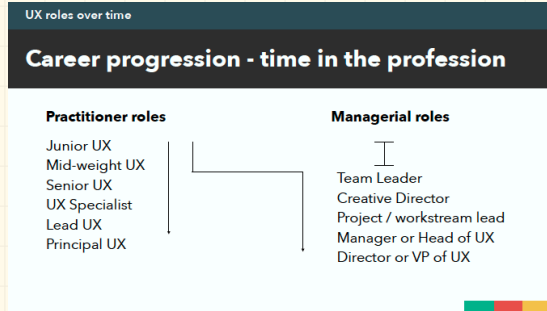 UX roles over time
Career progression - time in the profession
Practitioner roles
Junior UX
Mid-weight UX
Senior UX
UX Specialist
Lead UX
Principal UX
Managerial roles
Team Leader
Creative Director
Project / workstream lead
Manager or Head of UX
Director or VP of UX